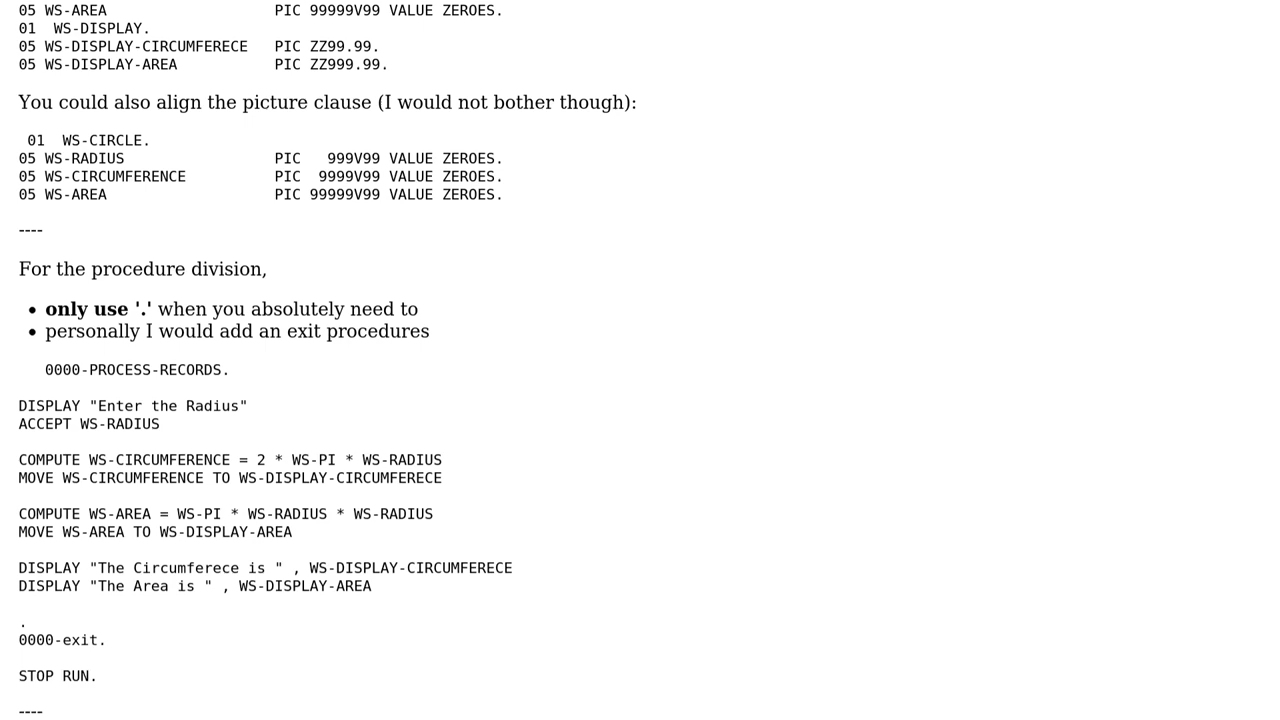 05 WS-AREA                   PIC 99999V99 VALUE ZEROES.
01  WS-DISPLAY.
05 WS-DISPLAY-CIRCUMFERECE   PIC ZZ99.99.
05 WS-DISPLAY-AREA           PIC ZZ999.99.
You could also align the picture clause (I would not bother though):
01  WS-CIRCLE.
05 WS-RADIUS                 PIC   999V99 VALUE ZEROES.
05 WS-CIRCUMFERENCE          PIC  9999V99 VALUE ZEROES.
05 WS-AREA                   PIC 99999V99 VALUE ZEROES.
----
For the procedure division,
• only use '.' when you absolutely need to
• personally I would add an exit procedures
0000-PROCESS-RECORDS.
DISPLAY "Enter the Radius"
ACCEPT WS-RADIUS
COMPUTE WS-CIRCUMFERENCE = 2 * WS-PI * WS-RADIUS
MOVE WS-CIRCUMFERENCE TO WS-DISPLAY-CIRCUMFERECE
COMPUTE WS-AREA = WS-PI * WS-RADIUS * WS-RADIUS
MOVE WS-AREA TO WS-DISPLAY-AREA
DISPLAY "The Circumferece is " , WS-DISPLAY-CIRCUMFERECE
DISPLAY "The Area is " , WS-DISPLAY-AREA
.
0000-exit.
STOP RUN.
----